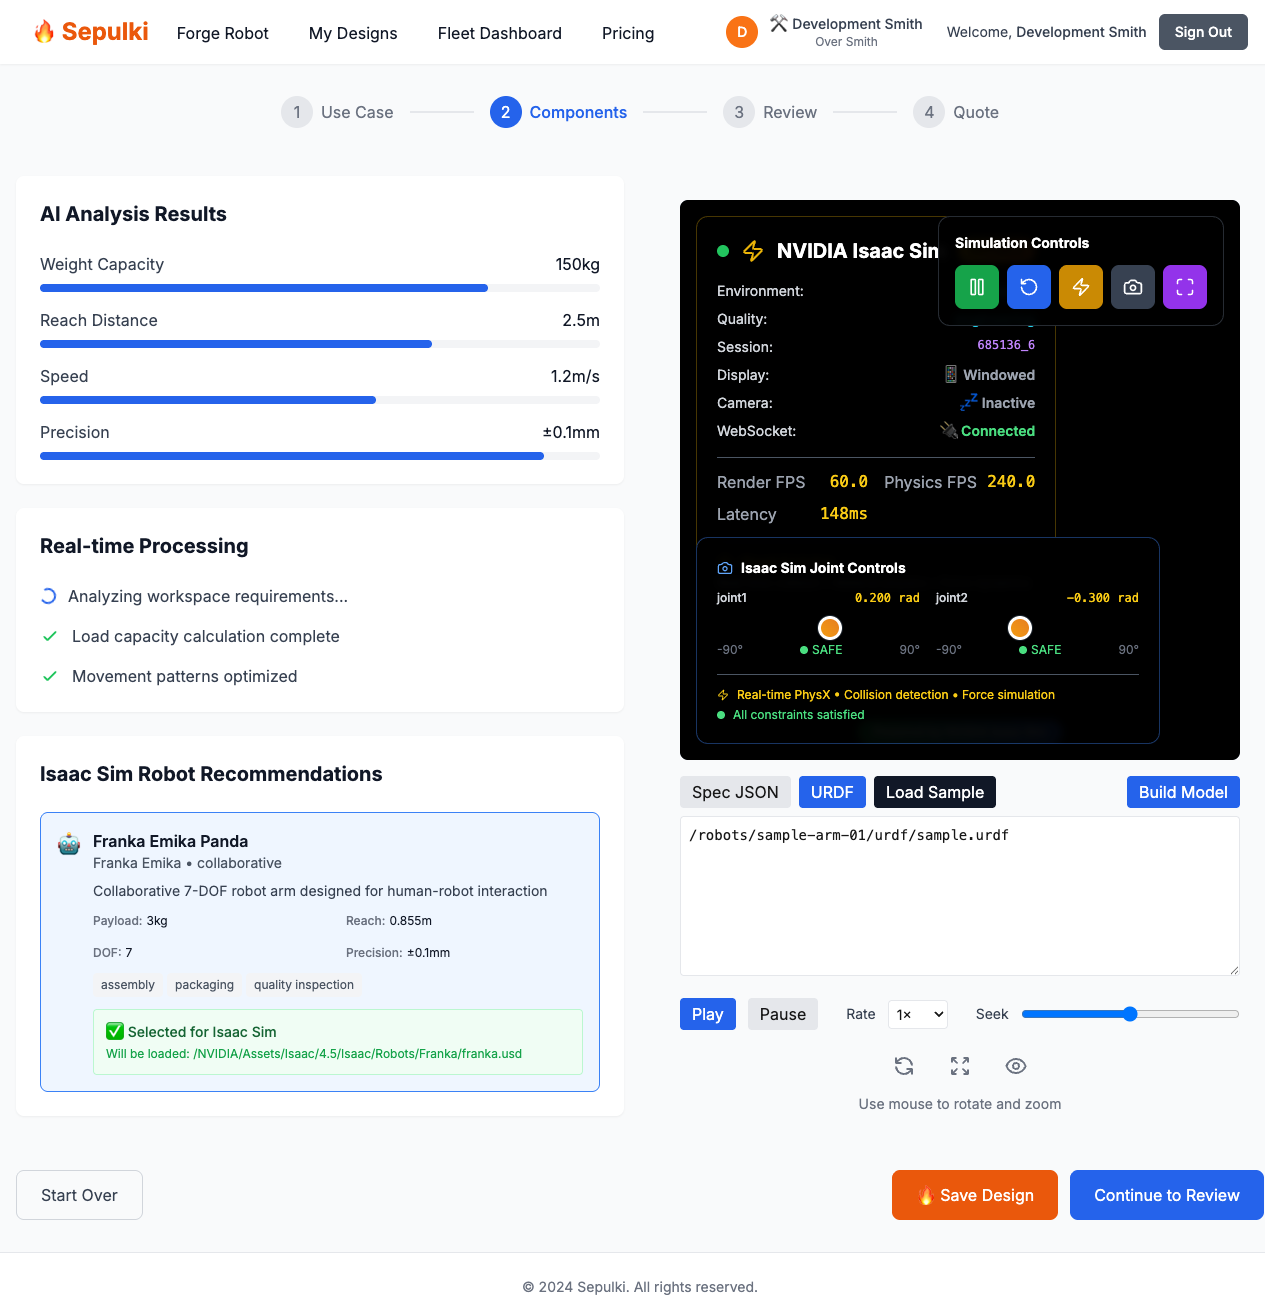 Sepulki
Forge Robot
My Designs
Fleet Dashboard
Pricing
D
Development Smith
Over Smith
Welcome, Development Smith
Sign Out
1 Use Case
2 Components
3 Review
4 Quote
AI Analysis Results
Weight Capacity 150kg
Reach Distance 2.5m
Speed 1.2m/s
Precision ±0.1mm
Real-time Processing
Analyzing workspace requirements...
Load capacity calculation complete
Movement patterns optimized
Isaac Sim Robot Recommendations
Franka Emika Panda
Franka Emika • collaborative
Collaborative 7-DOF robot arm designed for human-robot interaction
Payload: 3kg Reach: 0.855m
DOF: 7 Precision: ±0.1mm
assembly packaging quality inspection
Selected for Isaac Sim
Will be loaded: /NVIDIA/Assets/Isaac/4.5/Isaac/Robots/Franka/franka.usd
NVIDIA Isaac Sim
Simulation Controls
Environment:
Quality:
Session: 685136_6
Display: Windowed
Camera: Inactive
WebSocket: Connected
Render FPS 60.0 Physics FPS 240.0
Latency 148ms
Isaac Sim Joint Controls
joint1 0.200 rad joint2 -0.300 rad
-90° SAFE 90° -90° SAFE 90°
Real-time PhysX • Collision detection • Force simulation
All constraints satisfied
Spec JSON URDF Load Sample Build Model
/robots/sample-arm-01/urdf/sample.urdf
Play Pause Rate 1× Seek
Use mouse to rotate and zoom
Start Over
Save Design
Continue to Review
© 2024 Sepulki. All rights reserved.